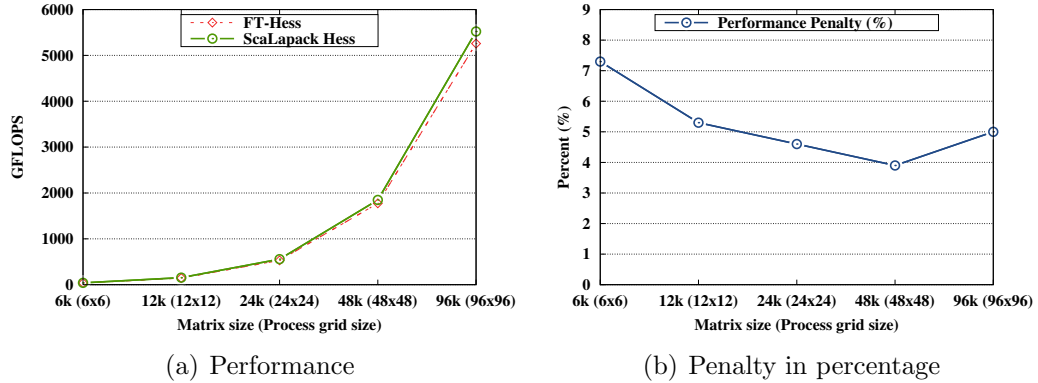 FT-Hess
ScaLapack Hess
6000
5000
4000
3000
2000
1000
0
GFLOPS
6k (6x6)
12k (12x12)
24k (24x24)
48k (48x48)
96k (96x96)
Matrix size (Process grid size)
(a) Performance
Performance Penalty (%)
9
8
7
6
5
4
3
2
1
0
Percent (%)
6k (6x6)
12k (12x12)
24k (24x24)
48k (48x48)
96k (96x96)
Matrix size (Process grid size)
(b) Penalty in percentage